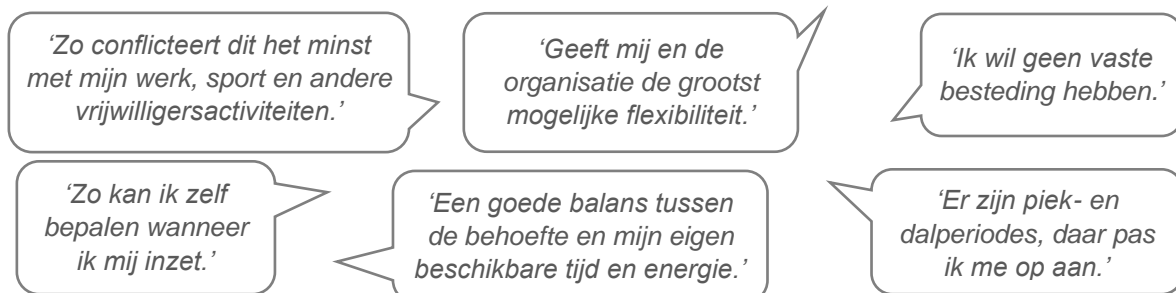 ‘Zo conflicteert dit het minst
met mijn werk, sport en andere
vrijwilligersactiviteiten.’
‘Geeft mij en de
organisatie de grootst
mogelijke flexibiliteit.’
‘Ik wil geen vaste
besteding hebben.’
‘Zo kan ik zelf
bepalen wanneer
ik mij inzet.’
‘Een goede balans tussen
de behoefte en mijn eigen
beschikbare tijd en energie.’
‘Er zijn piek- en
dalperiodes, daar pas
ik me op aan.’